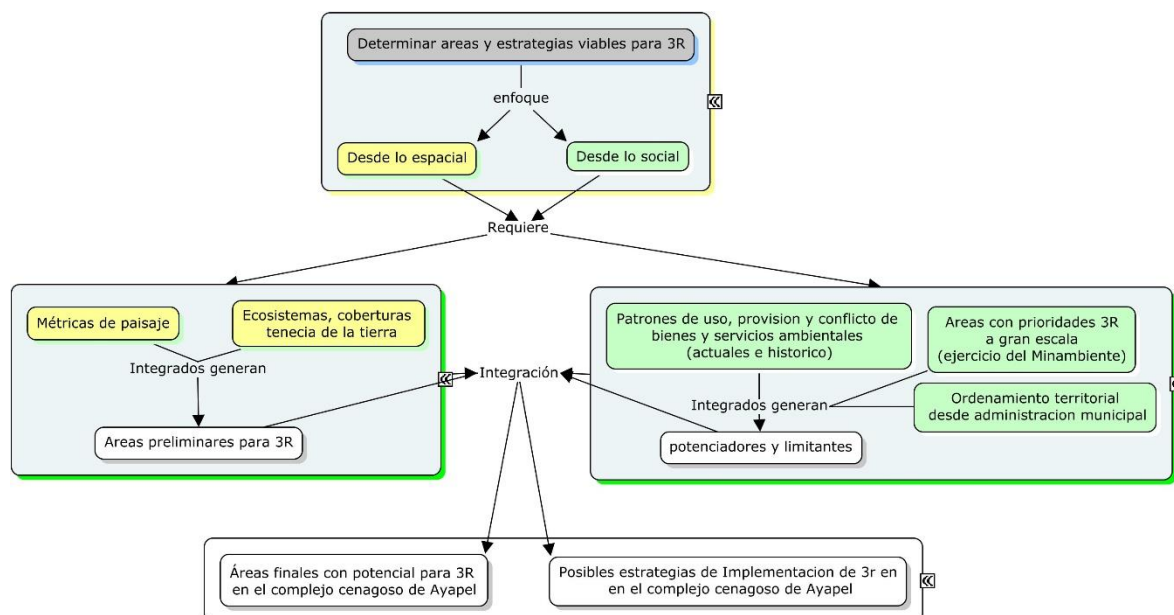 Determinar areas y estrategias viables para 3R
enfoque
Desde lo espacial
Desde lo social
Requiere
Métricas de paisaje
Ecosistemas, coberturas
tenecia de la tierra
Integrados generan
Areas preliminares para 3R
Integración
Patrones de uso, provision y conflicto de
bienes y servicios ambientales
(actuales e historico)
Areas con prioridades 3R
a gran escala
(ejercicio del Minambiente)
Integrados generan
Ordenamiento territorial
desde administracion municipal
potenciadores y limitantes
Áreas finales con potencial para 3R
en el complejo cenagoso de Ayapel
Posibles estrategias de Implementacion de 3r en
en el complejo cenagoso de Ayapel